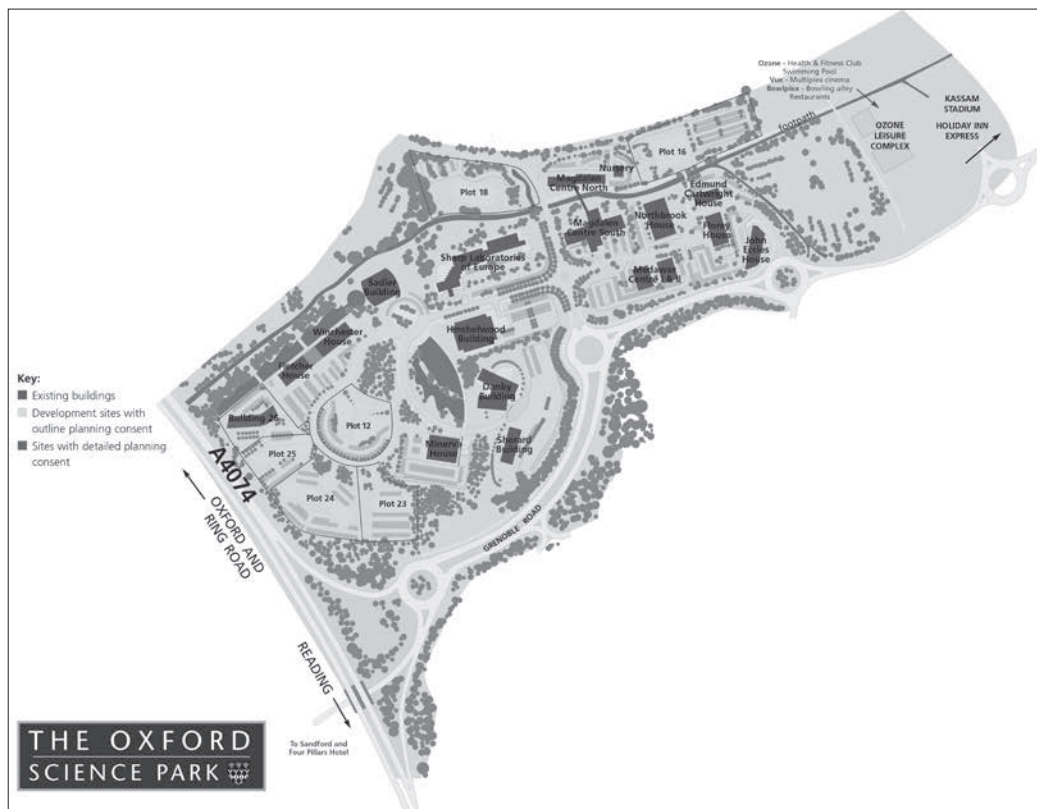 Ozone - Health & Fitness Club
Swimming Pool
Vue - Multiplex cinema
Bowlplex - Bowling alley
Restaurants
KASSAM
STADIUM
HOLIDAY INN
EXPRESS
OZONE
LEISURE
COMPLEX
footpath
Plot 16
Nursery
Magdalen
Centre North
Plot 18
Edmund
Cartwright
House
Northbrook
House
Florey
House
Magdalen
Centre South
John
Eccles
House
Medawar
Centre I & II
Sharp Laboratories
of Europe
Sadler
Building
Winchester
House
Hinshelwood
Building
Fletcher
House
Danby
Building
Key:
Existing buildings
Development sites with
outline planning consent
Sites with detailed planning
consent
Building 26
Plot 12
Minerva
House
Sherard
Building
Plot 25
Plot 24
Plot 23
A4074
OXFORD AND
RING ROAD
GRENOBLE ROAD
READING
To Sandford and
Four Pillars Hotel
THE OXFORD
SCIENCE PARK